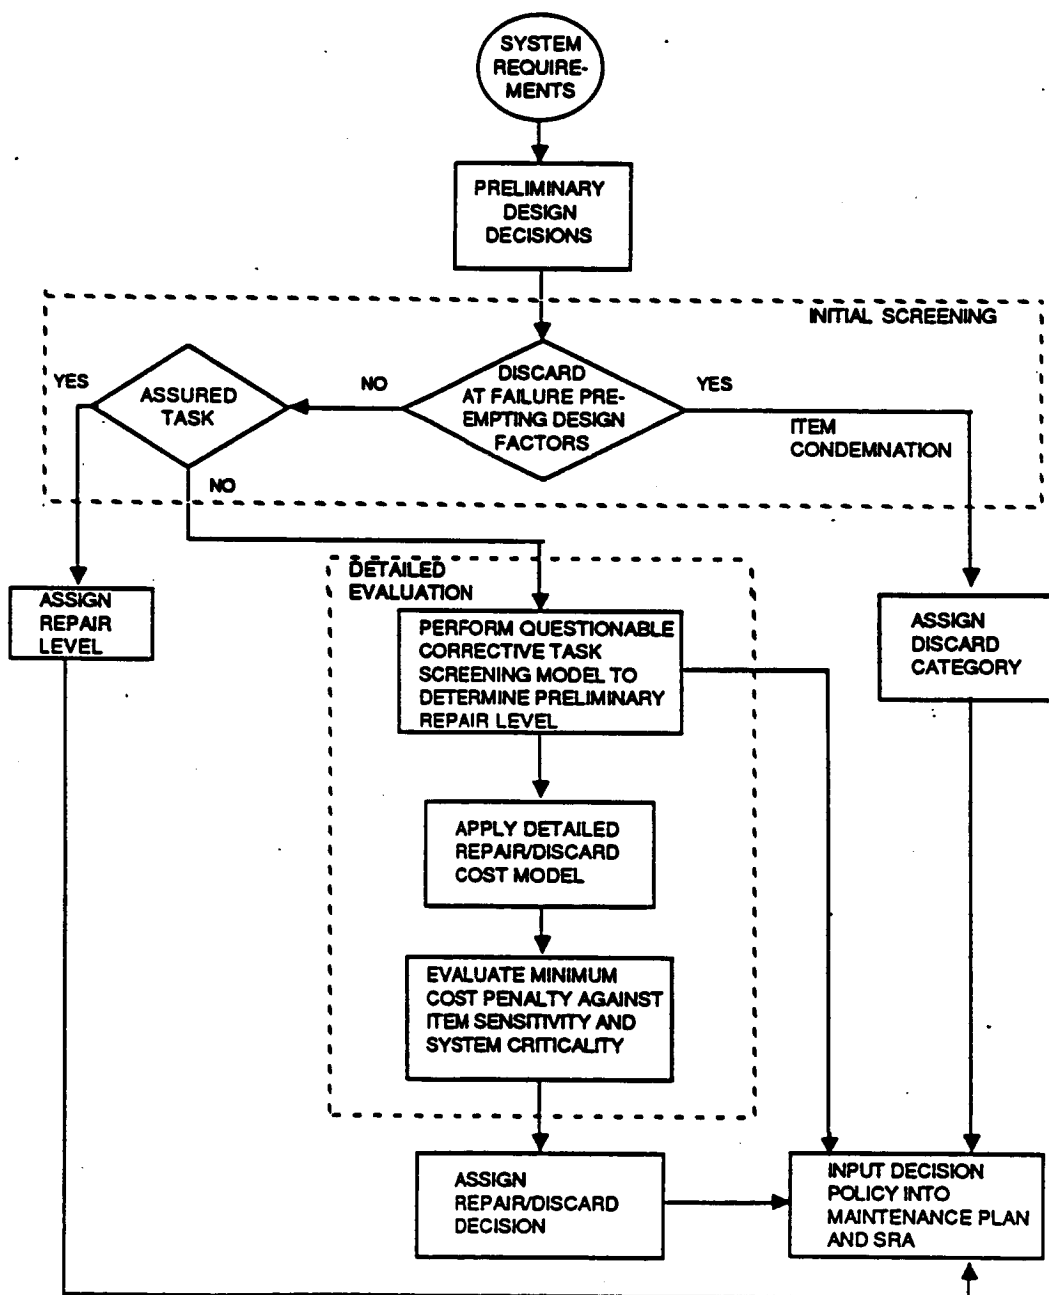 SYSTEM
REQUIRE-
MENTS
PRELIMINARY
DESIGN
DECISIONS
INITIAL SCREENING
YES
ASSURED
TASK
NO
DISCARD
AT FAILURE PRE-
EMPTING DESIGN
FACTORS
YES
ITEM
CONDEMNATION
NO
ASSIGN
REPAIR
LEVEL
DETAILED
EVALUATION
PERFORM QUESTIONABLE
CORRECTIVE TASK
SCREENING MODEL TO
DETERMINE PRELIMINARY
REPAIR LEVEL
ASSIGN
DISCARD
CATEGORY
APPLY DETAILED
REPAIR/DISCARD
COST MODEL
EVALUATE MINIMUM
COST PENALTY AGAINST
ITEM SENSITIVITY AND
SYSTEM CRITICALITY
ASSIGN
REPAIR/DISCARD
DECISION
INPUT DECISION
POLICY INTO
MAINTENANCE PLAN
AND SRA